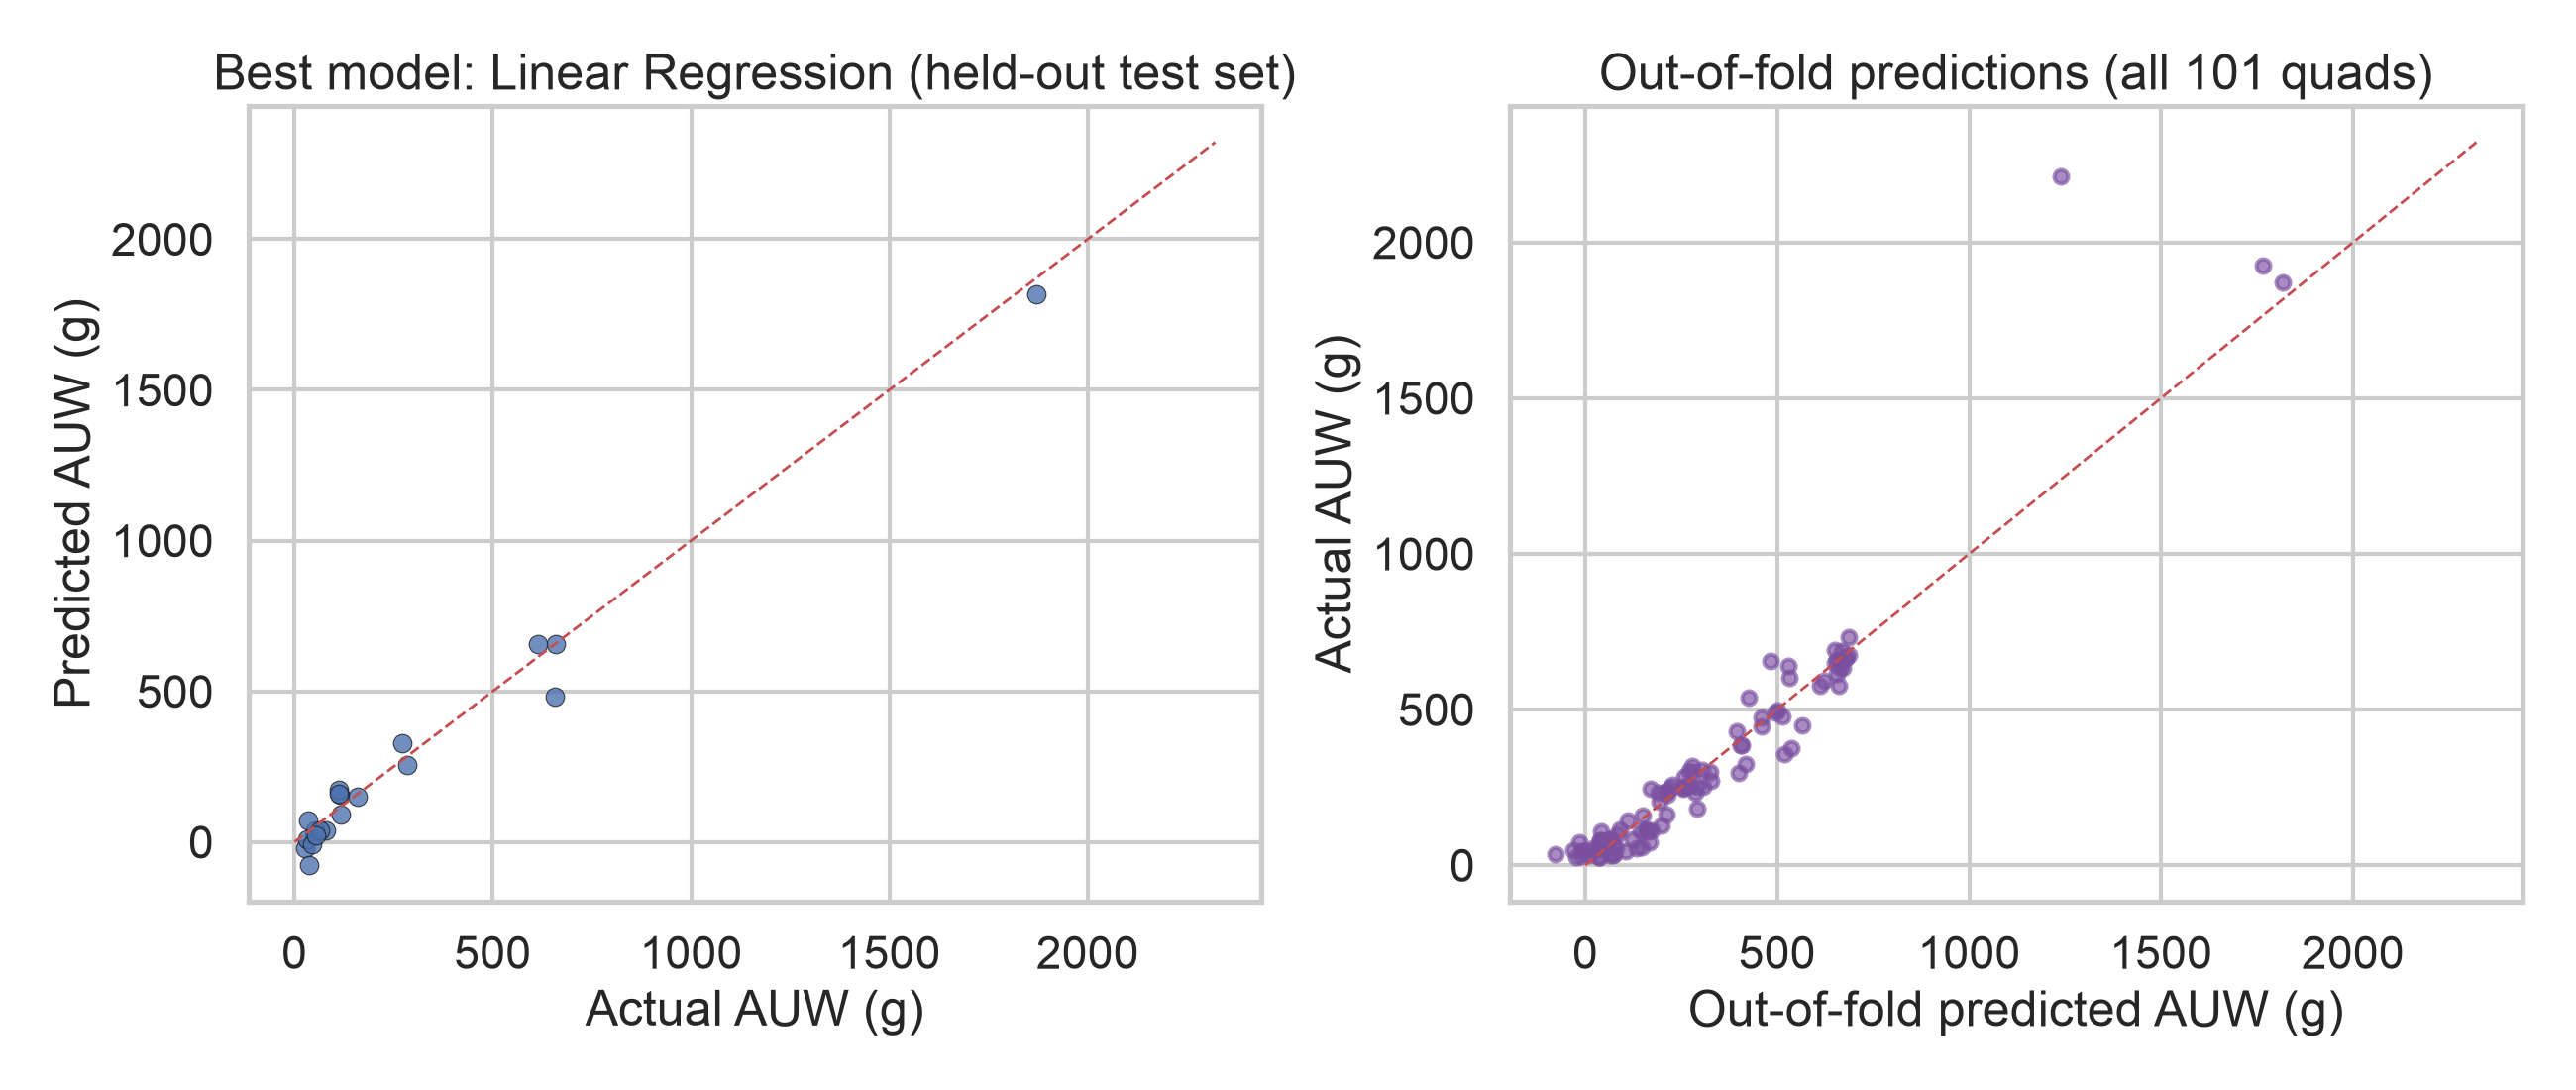 Best model: Linear Regression (held-out test set)
Predicted AUW (g)
2000
1500
1000
500
0
0 500 1000 1500 2000
Actual AUW (g)
Out-of-fold predictions (all 101 quads)
Actual AUW (g)
2000
1500
1000
500
0
0 500 1000 1500 2000
Out-of-fold predicted AUW (g)